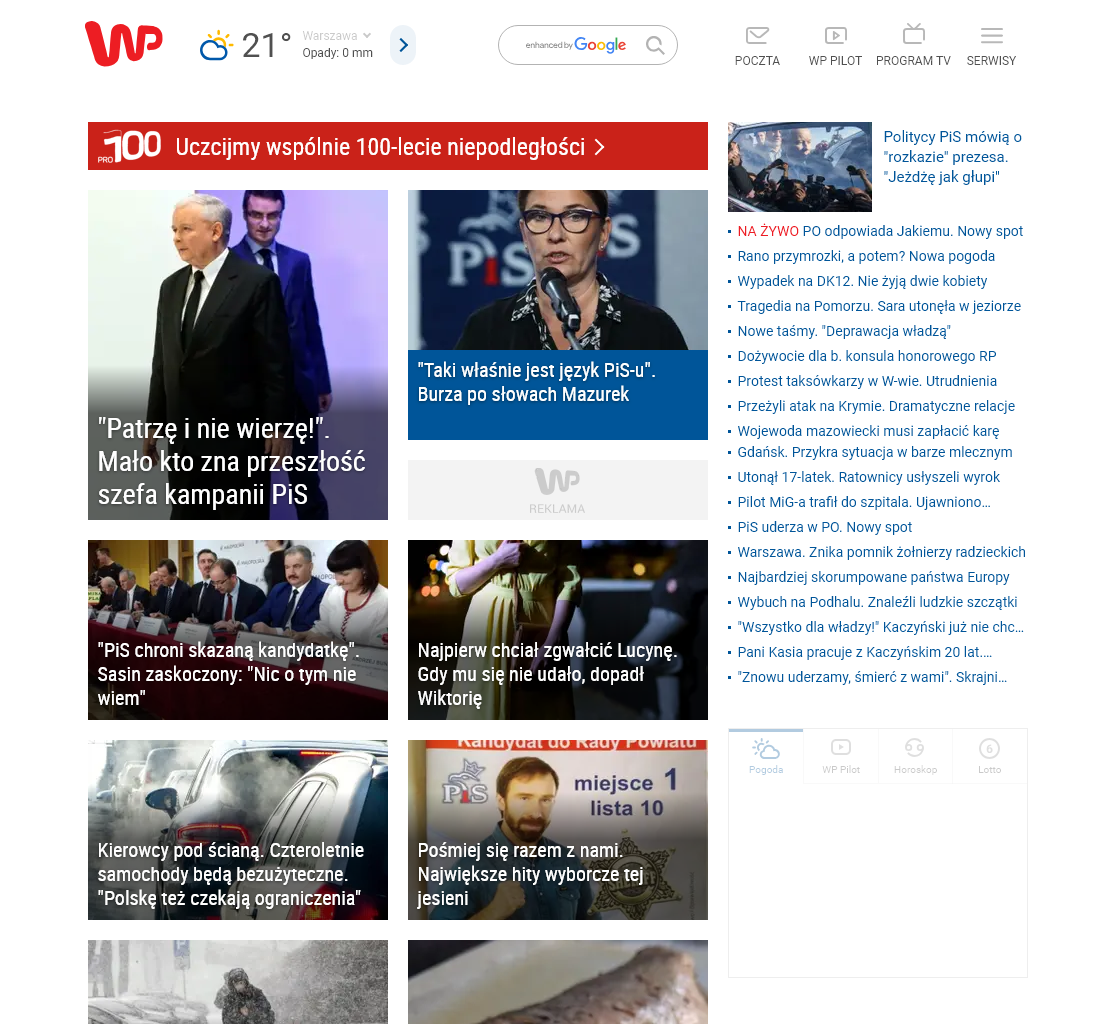 WP
21°
Warszawa
Opady: 0 mm
enhanced by Google
POCZTA
WP PILOT
PROGRAM TV
SERWISY
PRO 100
Uczcijmy wspólnie 100-lecie niepodległości
"Patrzę i nie wierzę!".
Mało kto zna przeszłość
szefa kampanii PiS
PiS
"Taki właśnie jest język PiS-u".
Burza po słowach Mazurek
WP
REKLAMA
"PiS chroni skazaną kandydatkę".
Sasin zaskoczony: "Nic o tym nie
wiem"
Najpierw chciał zgwałcić Lucynę.
Gdy mu się nie udało, dopadł
Wiktorię
Kierowcy pod ścianą. Czteroletnie
samochody będą bezużyteczne.
"Polskę też czekają ograniczenia"
Kandydat do Rady Powiatu
PiS
miejsce 1
lista 10
SHERIFF
Pośmiej się razem z nami.
Największe hity wyborcze tej
jesieni
Politycy PiS mówią o
"rozkazie" prezesa.
"Jeżdżę jak głupi"
NA ŻYWO PO odpowiada Jakiemu. Nowy spot
Rano przymrozki, a potem? Nowa pogoda
Wypadek na DK12. Nie żyją dwie kobiety
Tragedia na Pomorzu. Sara utonęła w jeziorze
Nowe taśmy. "Deprawacja władzą"
Dożywocie dla b. konsula honorowego RP
Protest taksówkarzy w W-wie. Utrudnienia
Przeżyli atak na Krymie. Dramatyczne relacje
Wojewoda mazowiecki musi zapłacić karę
Gdańsk. Przykra sytuacja w barze mlecznym
Utonął 17-latek. Ratownicy usłyszeli wyrok
Pilot MiG-a trafił do szpitala. Ujawniono...
PiS uderza w PO. Nowy spot
Warszawa. Znika pomnik żołnierzy radzieckich
Najbardziej skorumpowane państwa Europy
Wybuch na Podhalu. Znaleźli ludzkie szczątki
"Wszystko dla władzy!" Kaczyński już nie chc...
Pani Kasia pracuje z Kaczyńskim 20 lat....
"Znowu uderzamy, śmierć z wami". Skrajni...
Pogoda
WP Pilot
Horoskop
6
Lotto